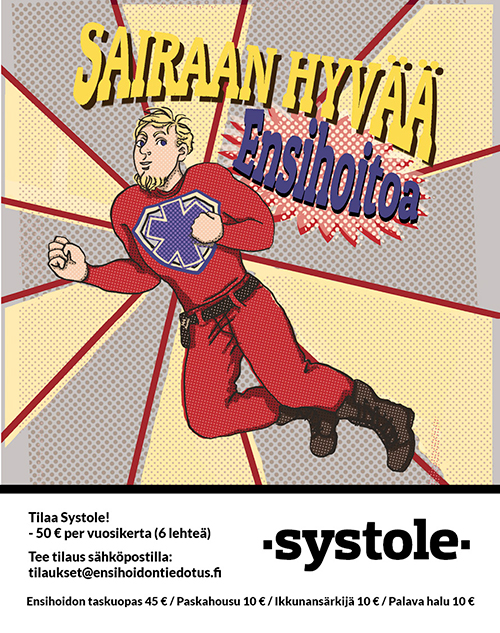 SAIRAAN HYVÄÄ
Ensihoitoa
Tilaa Systole!
- 50 € per vuosikerta (6 lehteä)
Tee tilaus sähköpostilla:
tilaukset@ensihoidontiedotus.fi
·systole·
Ensihoidon taskuopas 45 € / Paskahousu 10 € / Ikkunansärkijä 10 € / Palava halu 10 €